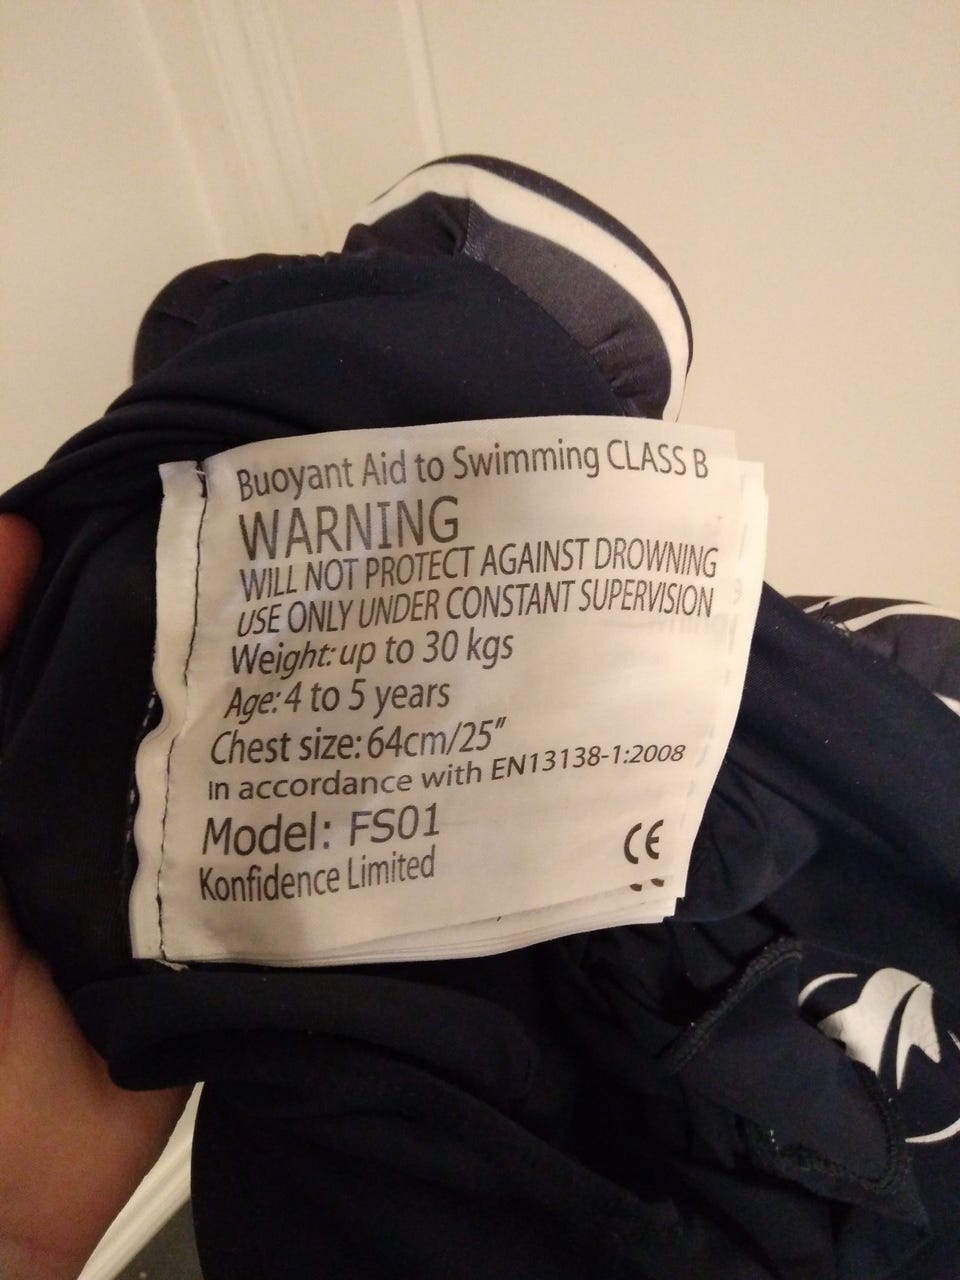 Buoyant Aid to Swimming CLASS B
WARNING
WILL NOT PROTECT AGAINST DROWNING
USE ONLY UNDER CONSTANT SUPERVISION
Weight: up to 30 kgs
Age: 4 to 5 years
Chest size: 64cm/25”
In accordance with EN13138-1:2008
Model: FS01
Konfidence Limited
CE